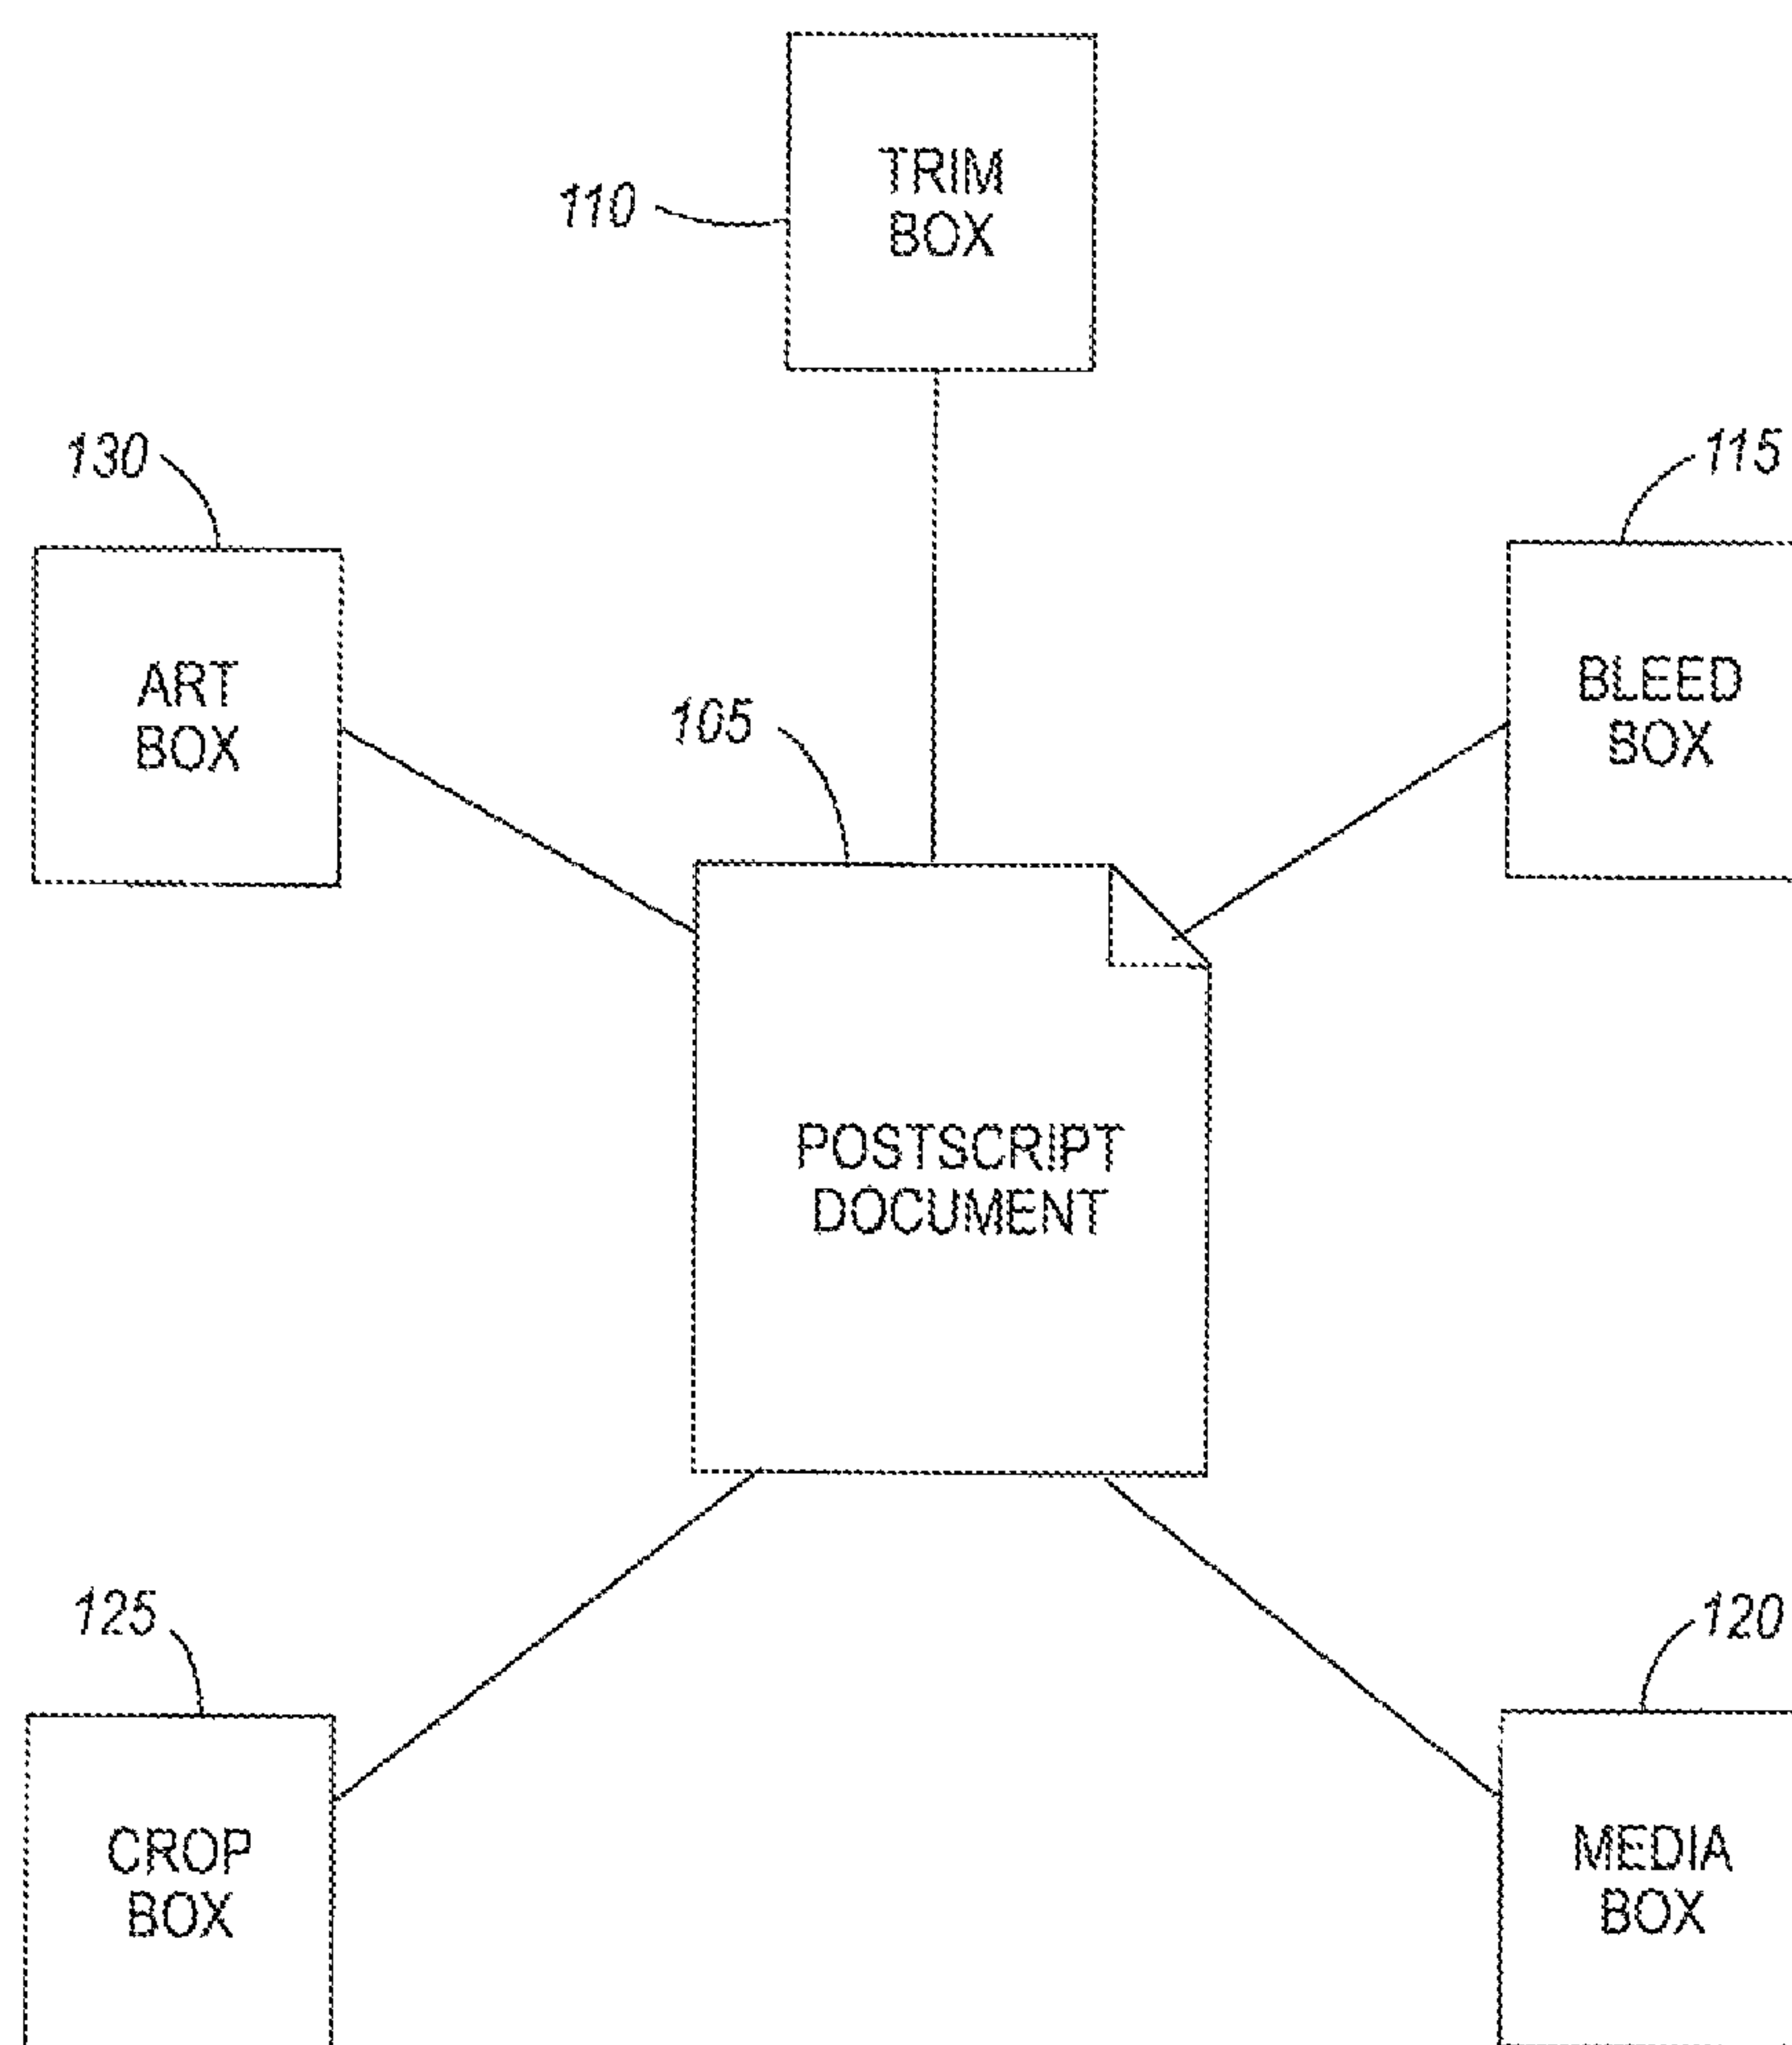 110
TRIM
BOX
130
115
ART
BOX
105
BLEED
BOX
POSTSCRIPT
DOCUMENT
125
120
CROP
BOX
MEDIA
BOX